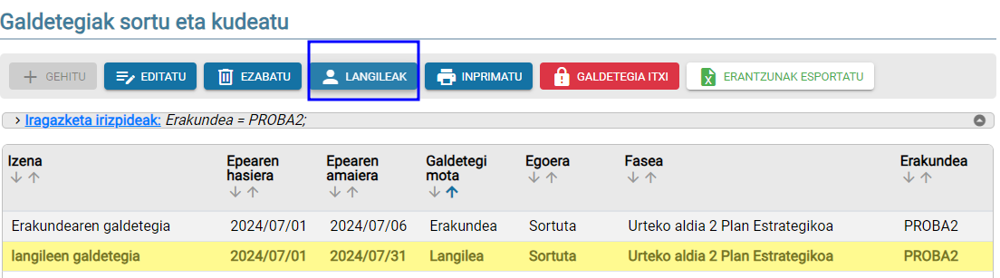 Galdetegiak sortu eta kudeatu
GEHITU EDITATU EZABATU LANGILEAK INPRIMATU GALDETEGIA ITXI ERANTZUNAK ESPORTATU
Iragazketa irizpideak: Erakundea = PROBA2;
Izena Epearen hasiera Epearen amaiera Galdetegi mota Egoera Fasea Erakundea
Erakundearen galdetegia 2024/07/01 2024/07/06 Erakundea Sortuta Urteko aldia 2 Plan Estrategikoa PROBA2
langileen galdetegia 2024/07/01 2024/07/31 Langilea Sortuta Urteko aldia 2 Plan Estrategikoa PROBA2